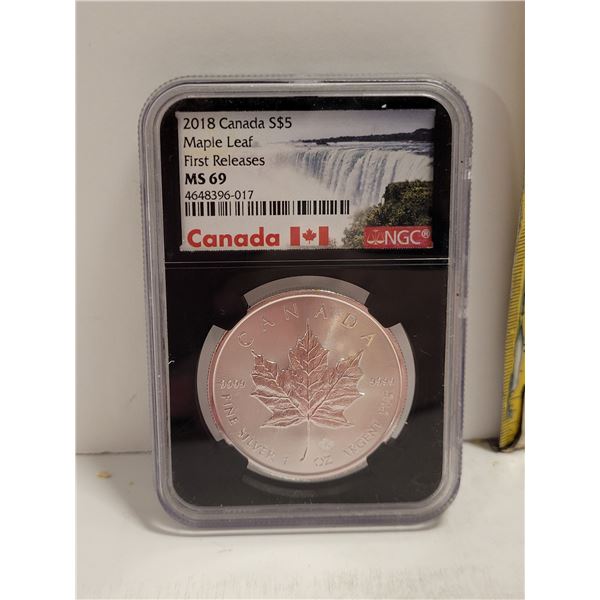 2018 Canada S$5
Maple Leaf
First Releases
MS 69
4648396-017
Canada
NGC®
CANADA
9999 9999
FINE SILVER 1 OZ ARGENT PUR